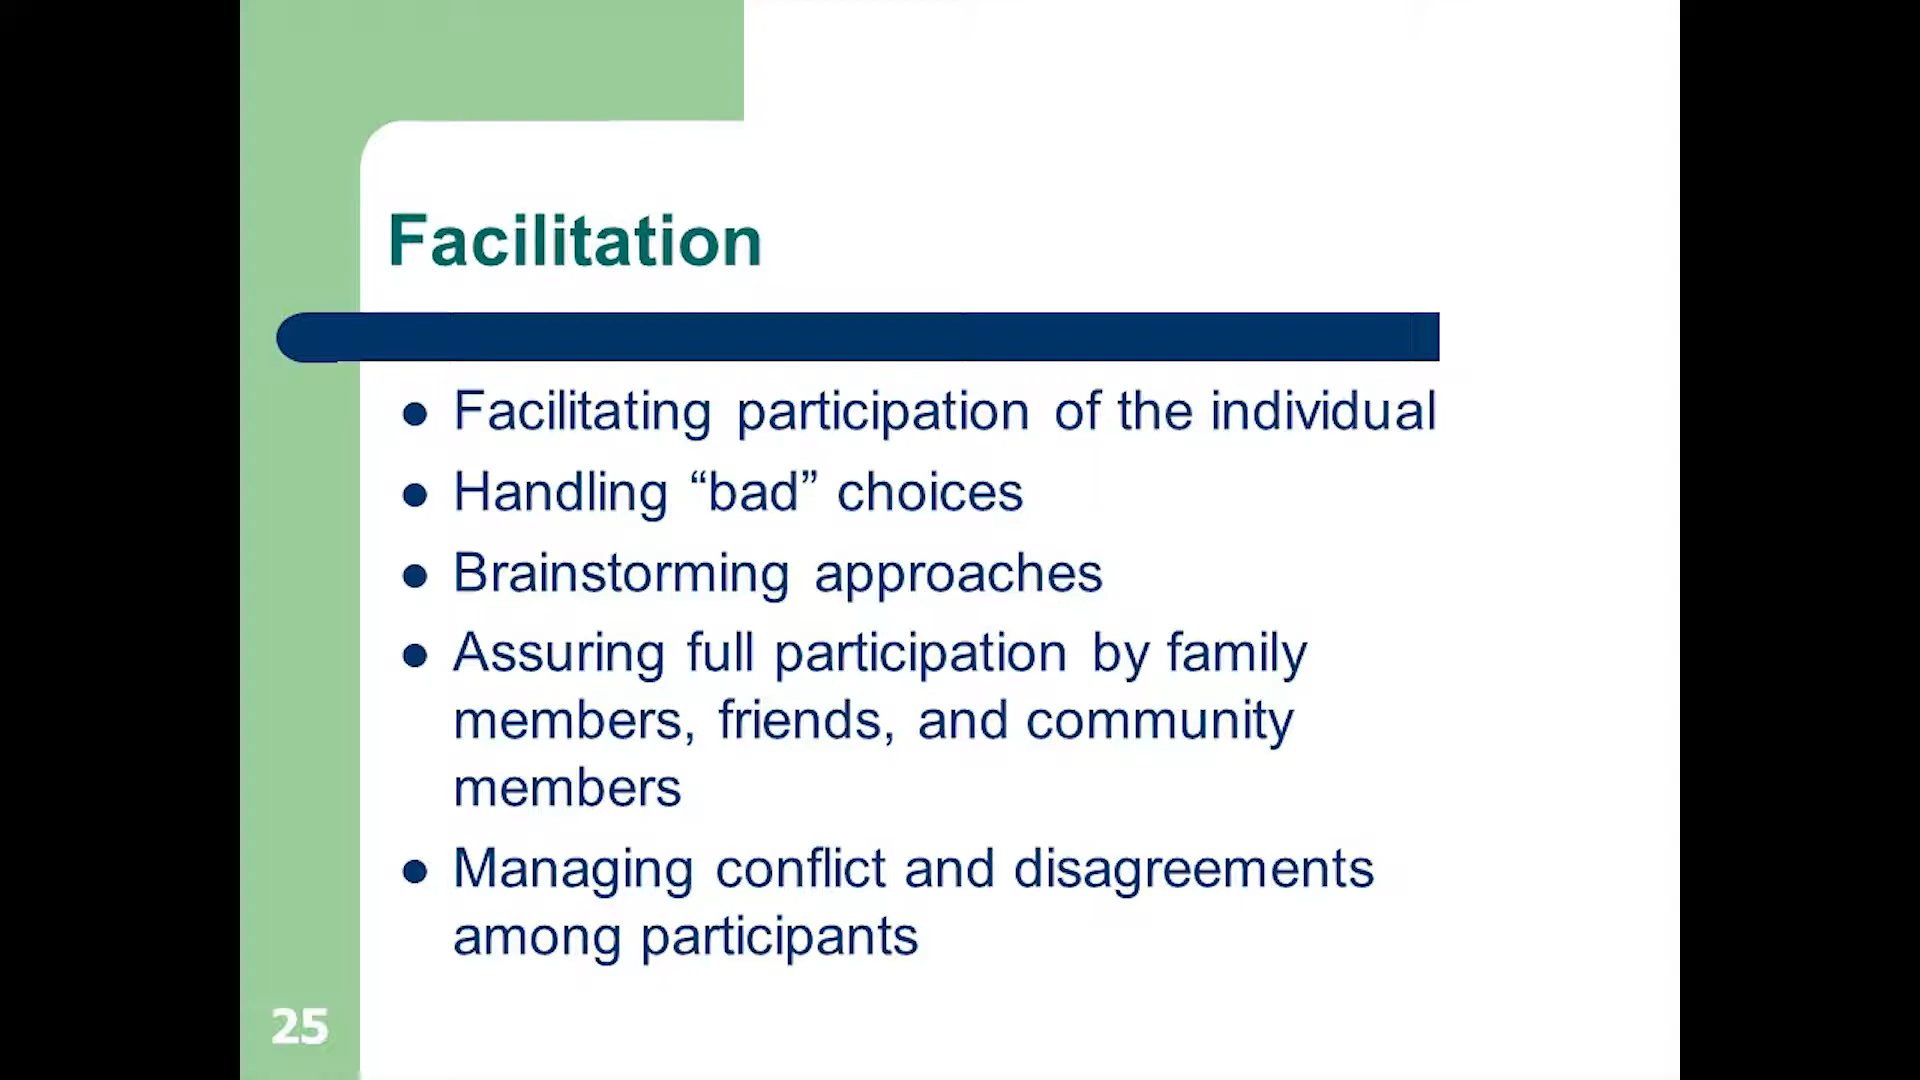 Facilitation
● Facilitating participation of the individual
● Handling “bad” choices
● Brainstorming approaches
● Assuring full participation by family
members, friends, and community
members
● Managing conflict and disagreements
among participants
25